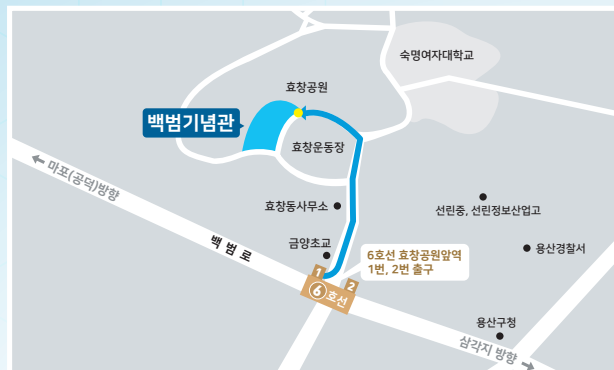 숙명여자대학교
효창공원
백범기념관
효창운동장
← 마포(공덕)방향
효창동사무소
선린중, 선린정보산업고
백범로
금양초교
6호선 효창공원앞역
1번, 2번 출구
용산경찰서
1
2
6호선
용산구청
삼각지 방향 →